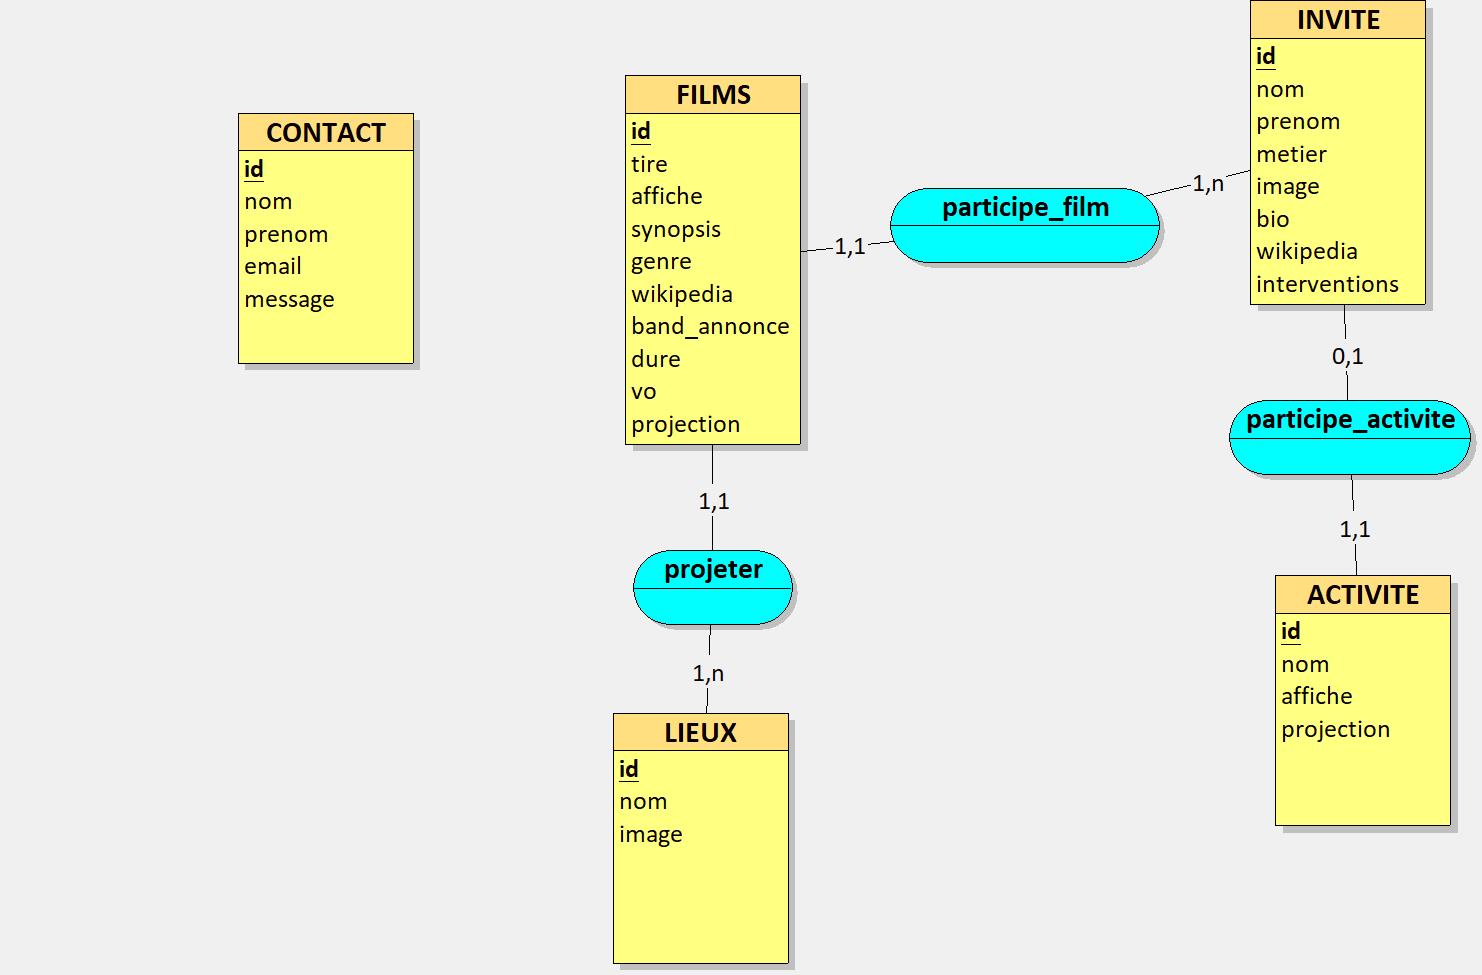 CONTACT
id
nom
prenom
email
message
FILMS
id
tire
affiche
synopsis
genre
wikipedia
band_annonce
dure
vo
projection
1,1
participe_film
1,n
INVITE
id
nom
prenom
metier
image
bio
wikipedia
interventions
0,1
participe_activite
1,1
ACTIVITE
id
nom
affiche
projection
1,1
projeter
1,n
LIEUX
id
nom
image